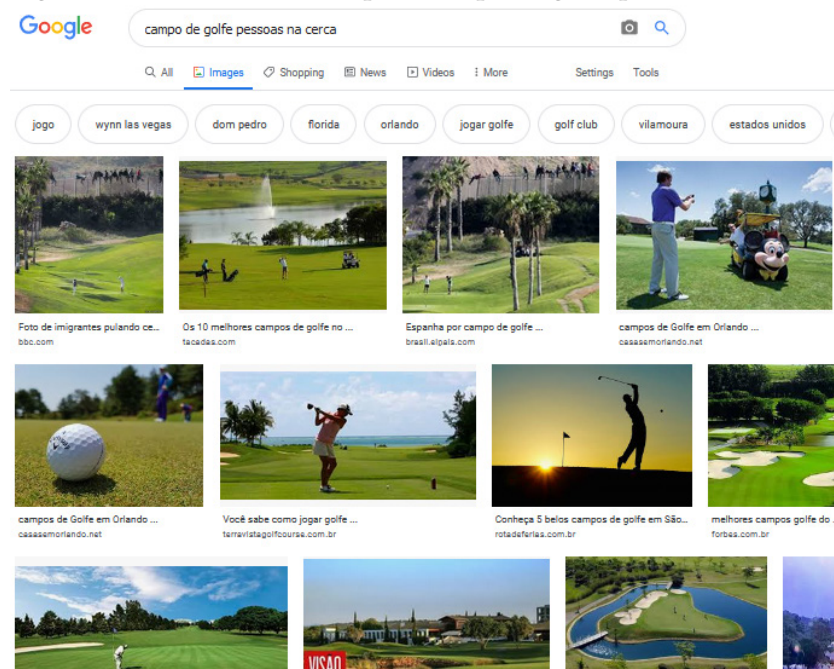 Google
campo de golfe pessoas na cerca
All Images Shopping News Videos More Settings Tools
jogo wynn las vegas dom pedro florida orlando jogar golfe golf club vilamoura estados unidos
Foto de imigrantes pulando ce... Os 10 melhores campos de golfe no ... Espanha por campo de golfe ... campos de Golfe em Orlando ...
bbc.com tacadas.com brasil.elpais.com casasemorlando.net
campos de Golfe em Orlando ... Você sabe como jogar golfe ... Conheça 5 belos campos de golfe em São... melhores campos golfe do
casasemorlando.net terravistagolfcourse.com.br rotadeferias.com.br forbes.com.br
VISÃO